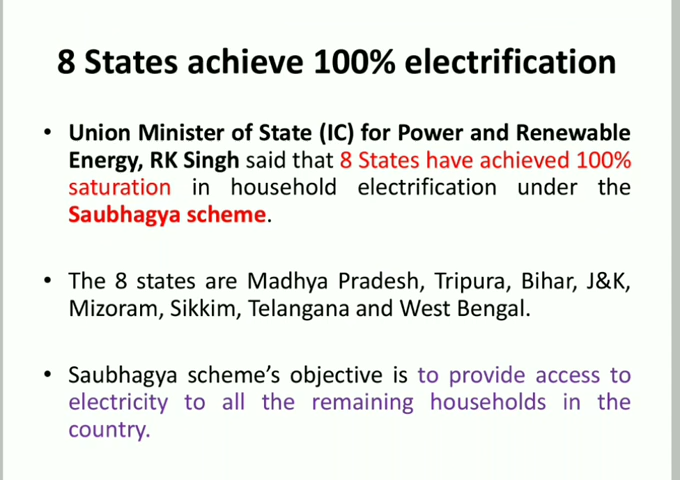 8 States achieve 100% electrification
• Union Minister of State (IC) for Power and Renewable
Energy, RK Singh said that 8 States have achieved 100%
saturation in household electrification under the
Saubhagya scheme.
• The 8 states are Madhya Pradesh, Tripura, Bihar, J&K,
Mizoram, Sikkim, Telangana and West Bengal.
• Saubhagya scheme’s objective is to provide access to
electricity to all the remaining households in the
country.